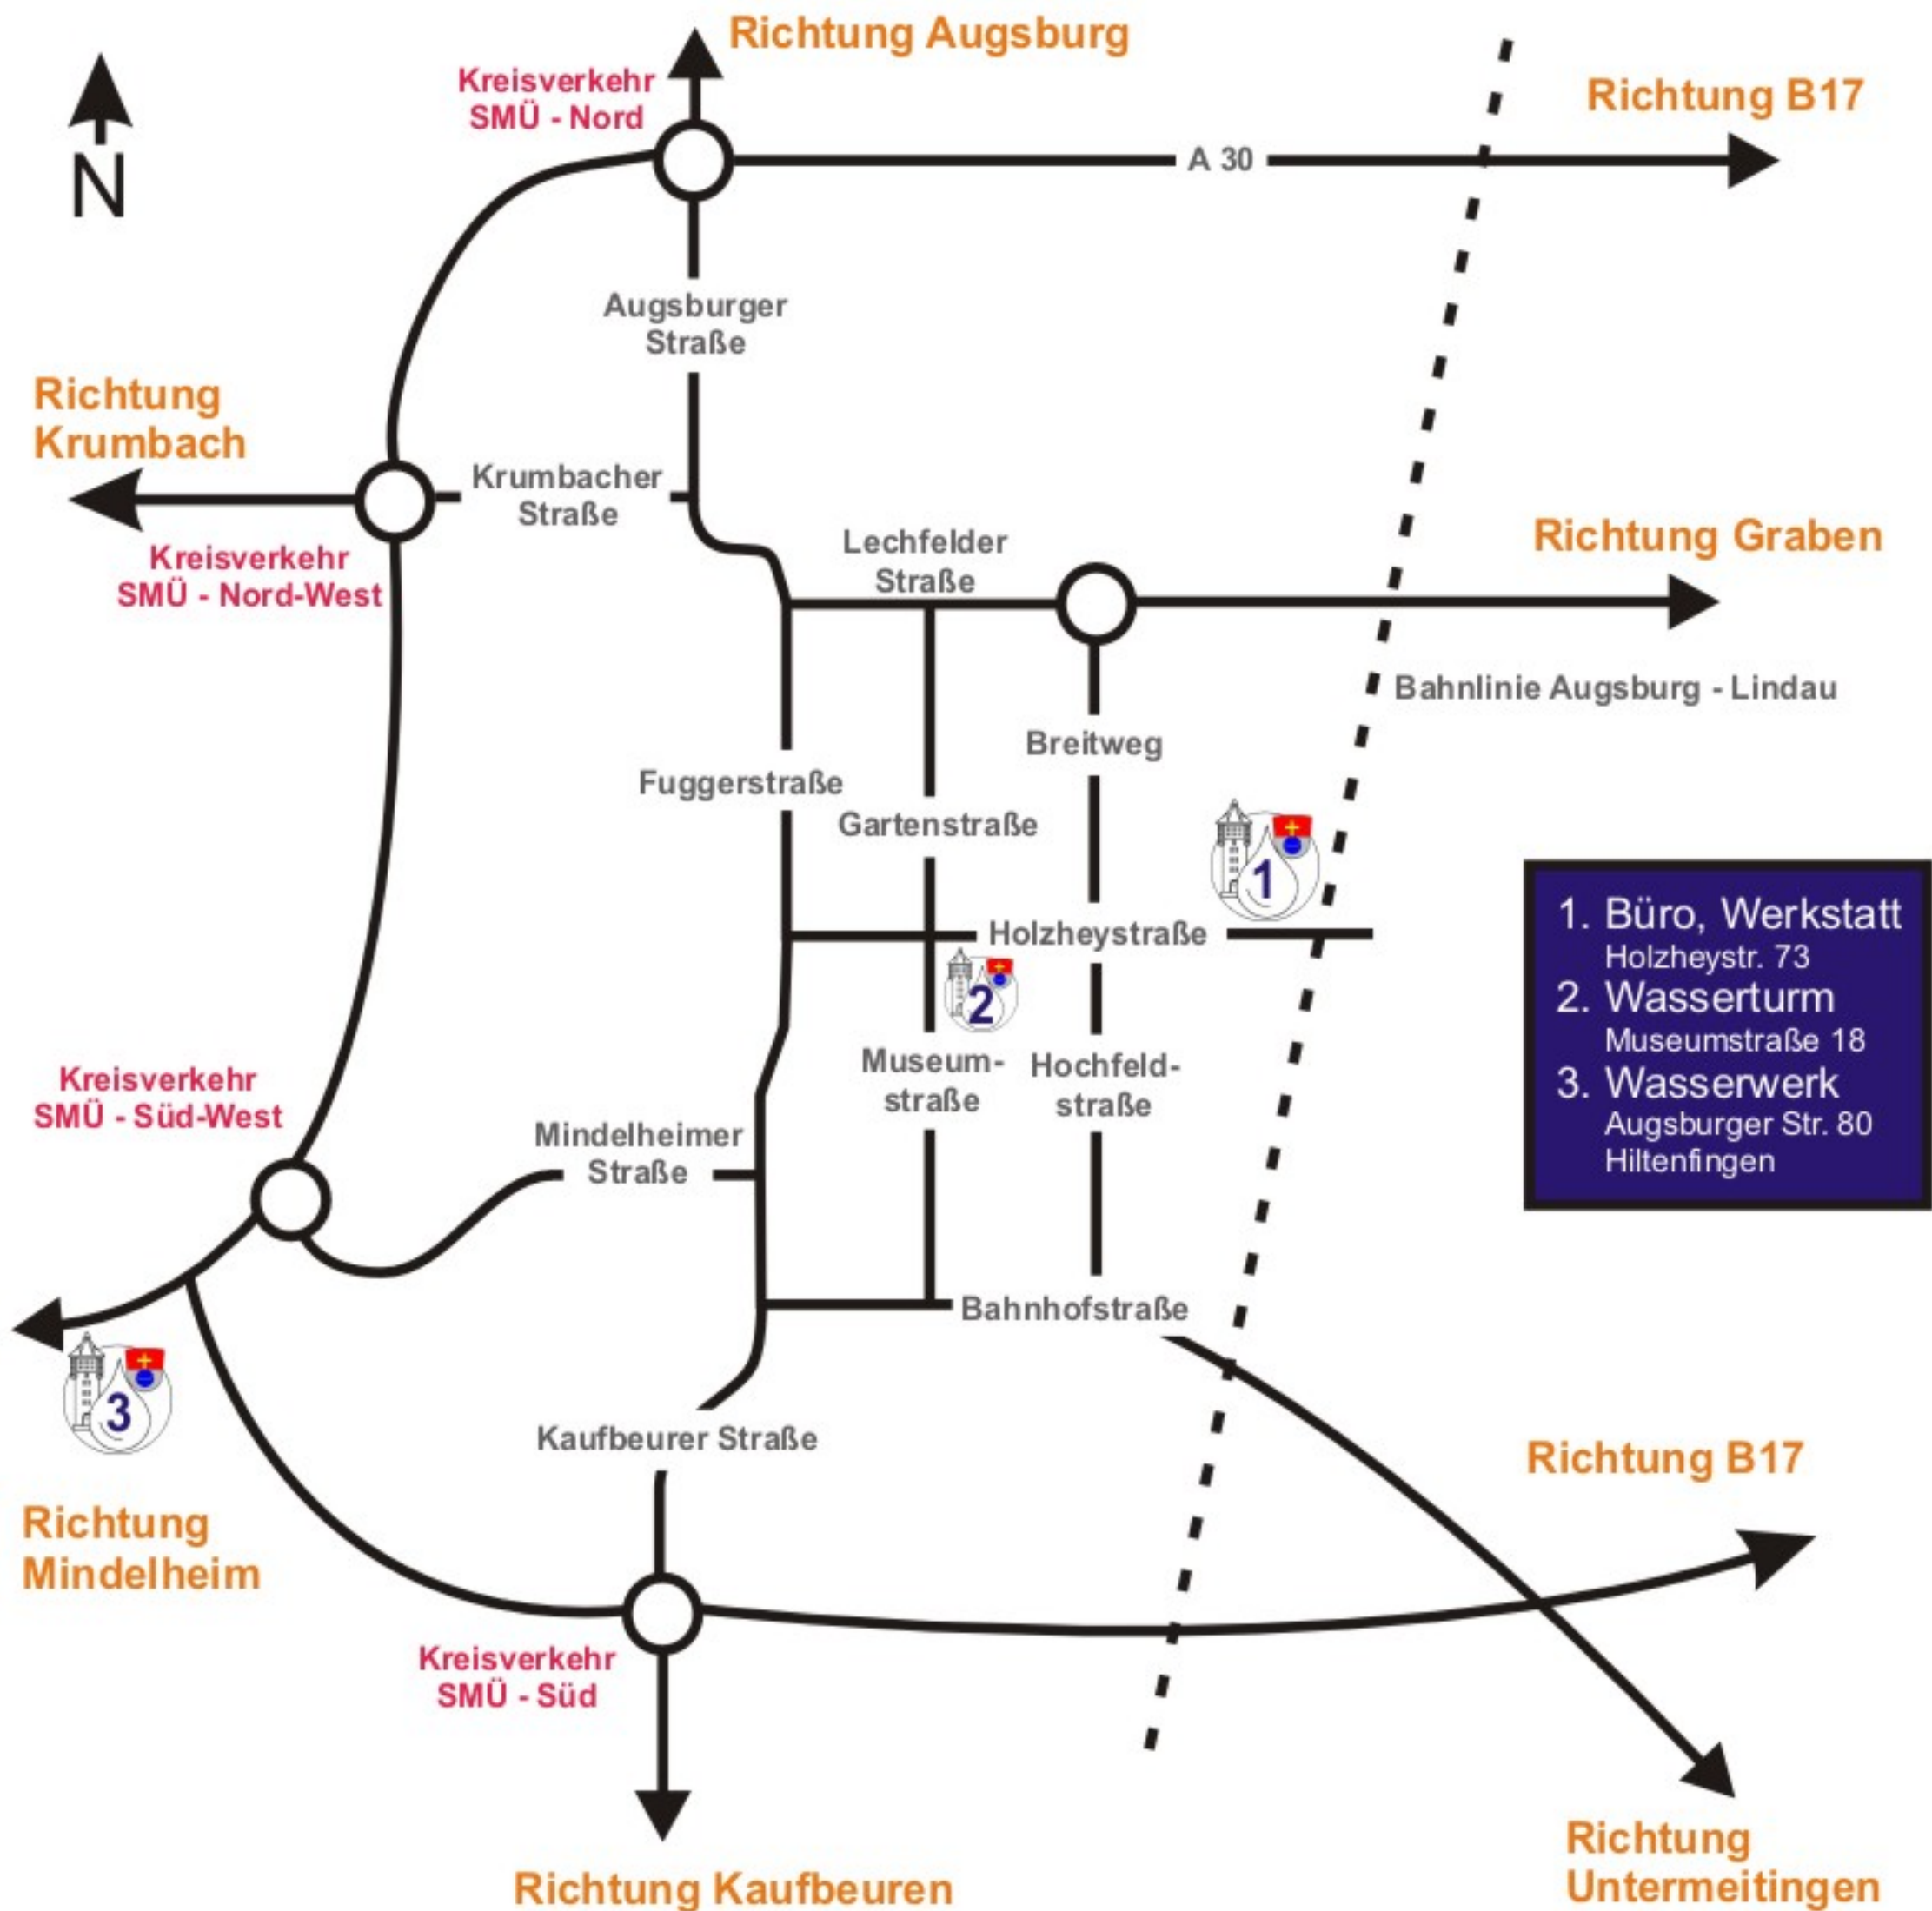 Richtung Augsburg
Kreisverkehr
SMÜ - Nord
Richtung B17
N
A 30
Augsburger
Straße
Richtung
Krumbach
Krumbacher
Straße
Kreisverkehr
SMÜ - Nord-West
Lechfelder
Straße
Richtung Graben
Bahnlinie Augsburg - Lindau
Breitweg
Fuggerstraße
Gartenstraße
1
Holzheystraße
2
1. Büro, Werkstatt
Holzheystr. 73
2. Wasserturm
Museumstraße 18
3. Wasserwerk
Augsburger Str. 80
Hiltenfingen
Museum-
straße
Hochfeld-
straße
Kreisverkehr
SMÜ - Süd-West
Mindelheimer
Straße
Bahnhofstraße
3
Kaufbeurer Straße
Richtung B17
Richtung
Mindelheim
Kreisverkehr
SMÜ - Süd
Richtung Kaufbeuren
Richtung
Untermeitingen